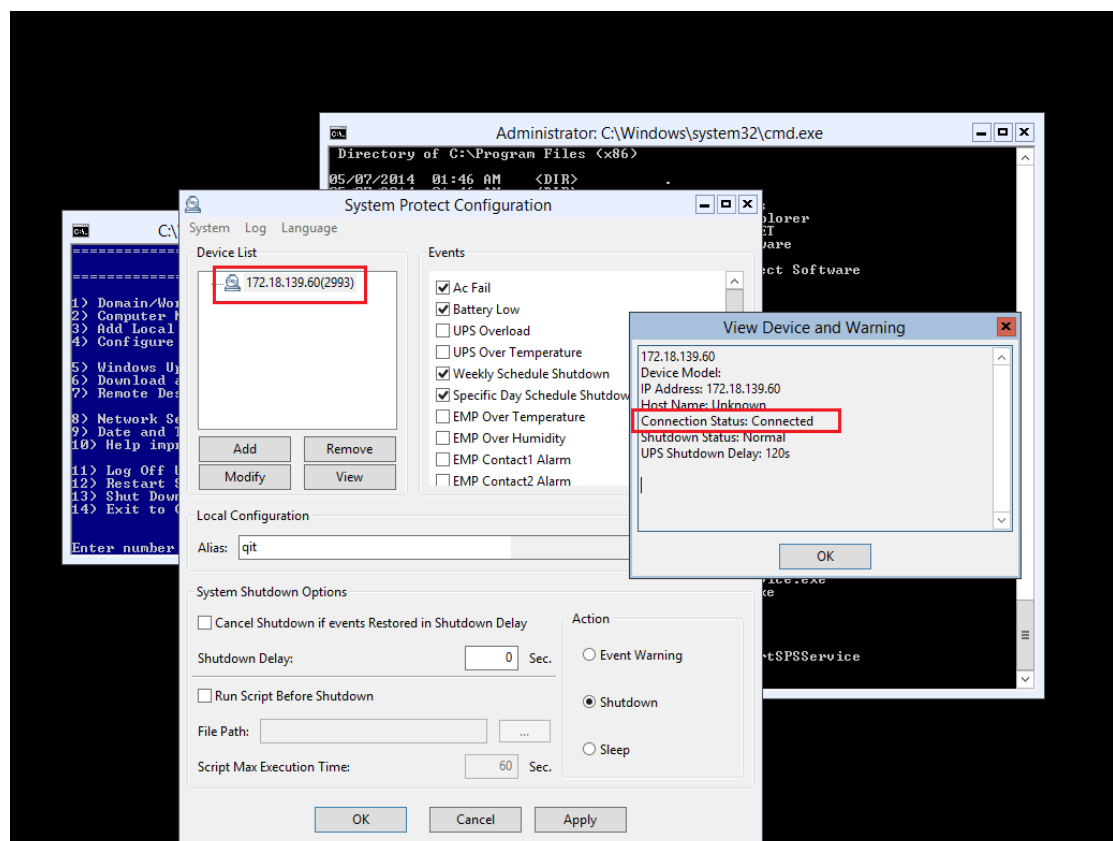 Administrator: C:\Windows\system32\cmd.exe
Directory of C:\Program Files (x86)
05/07/2014 01:46 AM <DIR> .
plorer
ware
ect Software
vice.exe
rtSPSService
C:\
1) Domain/Wor
2) Computer
3) Add Local
4) Configure
5) Windows Up
6) Download a
7) Remote Des
8) Network Se
9) Date and T
10) Help impr
11) Log Off U
12) Restart S
13) Shut Down
14) Exit to C
Enter number
System Protect Configuration
System Log Language
Device List
172.18.139.60(2993)
Add
Remove
Modify
View
Events
Ac Fail
Battery Low
UPS Overload
UPS Over Temperature
Weekly Schedule Shutdown
Specific Day Schedule Shutdow
EMP Over Temperature
EMP Over Humidity
EMP Contact1 Alarm
EMP Contact2 Alarm
Local Configuration
Alias: qit
System Shutdown Options
Cancel Shutdown if events Restored in Shutdown Delay
Shutdown Delay: 0 Sec.
Run Script Before Shutdown
File Path: ...
Script Max Execution Time: 60 Sec.
Action
Event Warning
Shutdown
Sleep
OK
Cancel
Apply
View Device and Warning
172.18.139.60
Device Model:
IP Address: 172.18.139.60
Host Name: Unknown
Connection Status: Connected
Shutdown Status: Normal
UPS Shutdown Delay: 120s
OK